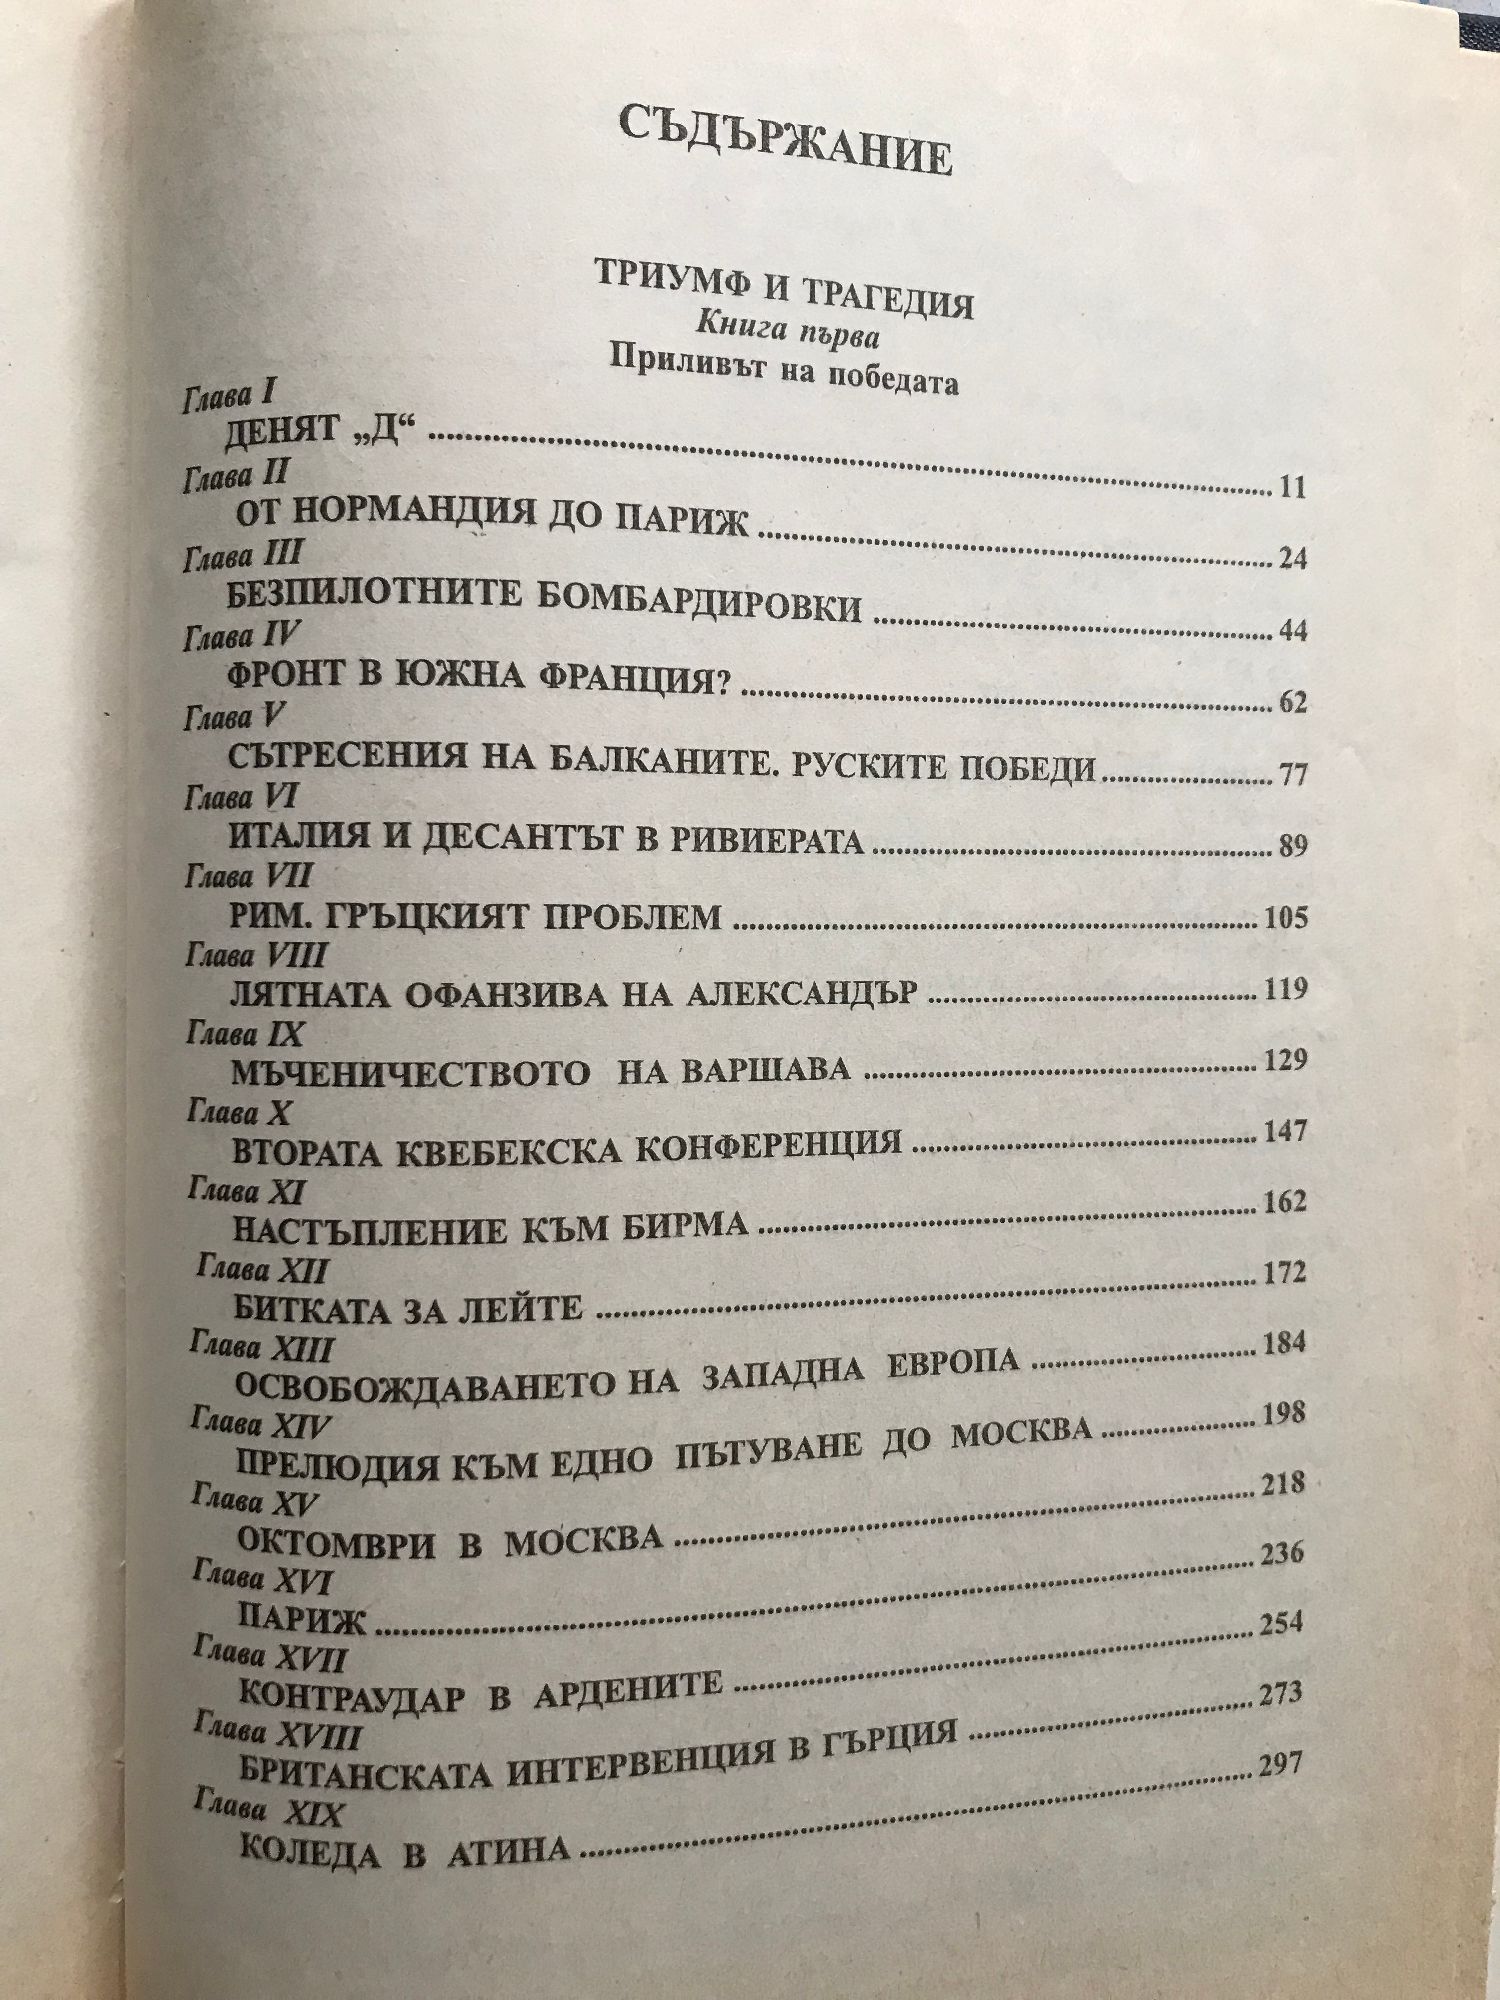 СЪДЪРЖАНИЕ
ТРИУМФ И ТРАГЕДИЯ
Книга първа
Приливът на победата
Глава I
ДЕНЯТ „Д“ ........ 11
Глава II
ОТ НОРМАНДИЯ ДО ПАРИЖ ........ 24
Глава III
БЕЗПИЛОТНИТЕ БОМБАРДИРОВКИ ........ 44
Глава IV
ФРОНТ В ЮЖНА ФРАНЦИЯ? ........ 62
Глава V
СЪТРЕСЕНИЯ НА БАЛКАНИТЕ. РУСКИТЕ ПОБЕДИ ........ 77
Глава VI
ИТАЛИЯ И ДЕСАНТЪТ В РИВИЕРАТА ........ 89
Глава VII
РИМ. ГРЪЦКИЯТ ПРОБЛЕМ ........ 105
Глава VIII
ЛЯТНАТА ОФАНЗИВА НА АЛЕКСАНДЪР ........ 119
Глава IX
МЪЧЕНИЧЕСТВОТО НА ВАРШАВА ........ 129
Глава X
ВТОРАТА КВЕБЕКСКА КОНФЕРЕНЦИЯ ........ 147
Глава XI
НАСТЪПЛЕНИЕ КЪМ БИРМА ........ 162
Глава XII
БИТКАТА ЗА ЛЕЙТЕ ........ 172
Глава XIII
ОСВОБОЖДАВАНЕТО НА ЗАПАДНА ЕВРОПА ........ 184
Глава XIV
ПРЕЛЮДИЯ КЪМ ЕДНО ПЪТУВАНЕ ДО МОСКВА ........ 198
Глава XV
ОКТОМВРИ В МОСКВА ........ 218
Глава XVI
ПАРИЖ ........ 236
Глава XVII
КОНТРАУДАР В АРДЕНИТЕ ........ 254
Глава XVIII
БРИТАНСКАТА ИНТЕРВЕНЦИЯ В ГЪРЦИЯ ........ 273
Глава XIX
КОЛЕДА В АТИНА ........ 297